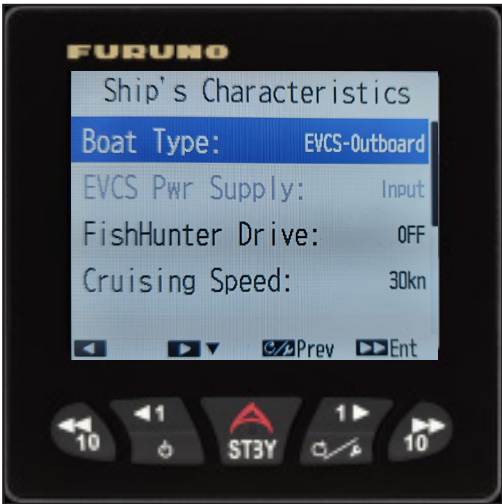 FURUNO
Ship's Characteristics
Boat Type: EVCS-Outboard
EVCS Pwr Supply: Input
FishHunter Drive: OFF
Cruising Speed: 30kn
Prev Ent
10 1 STBY 1 10